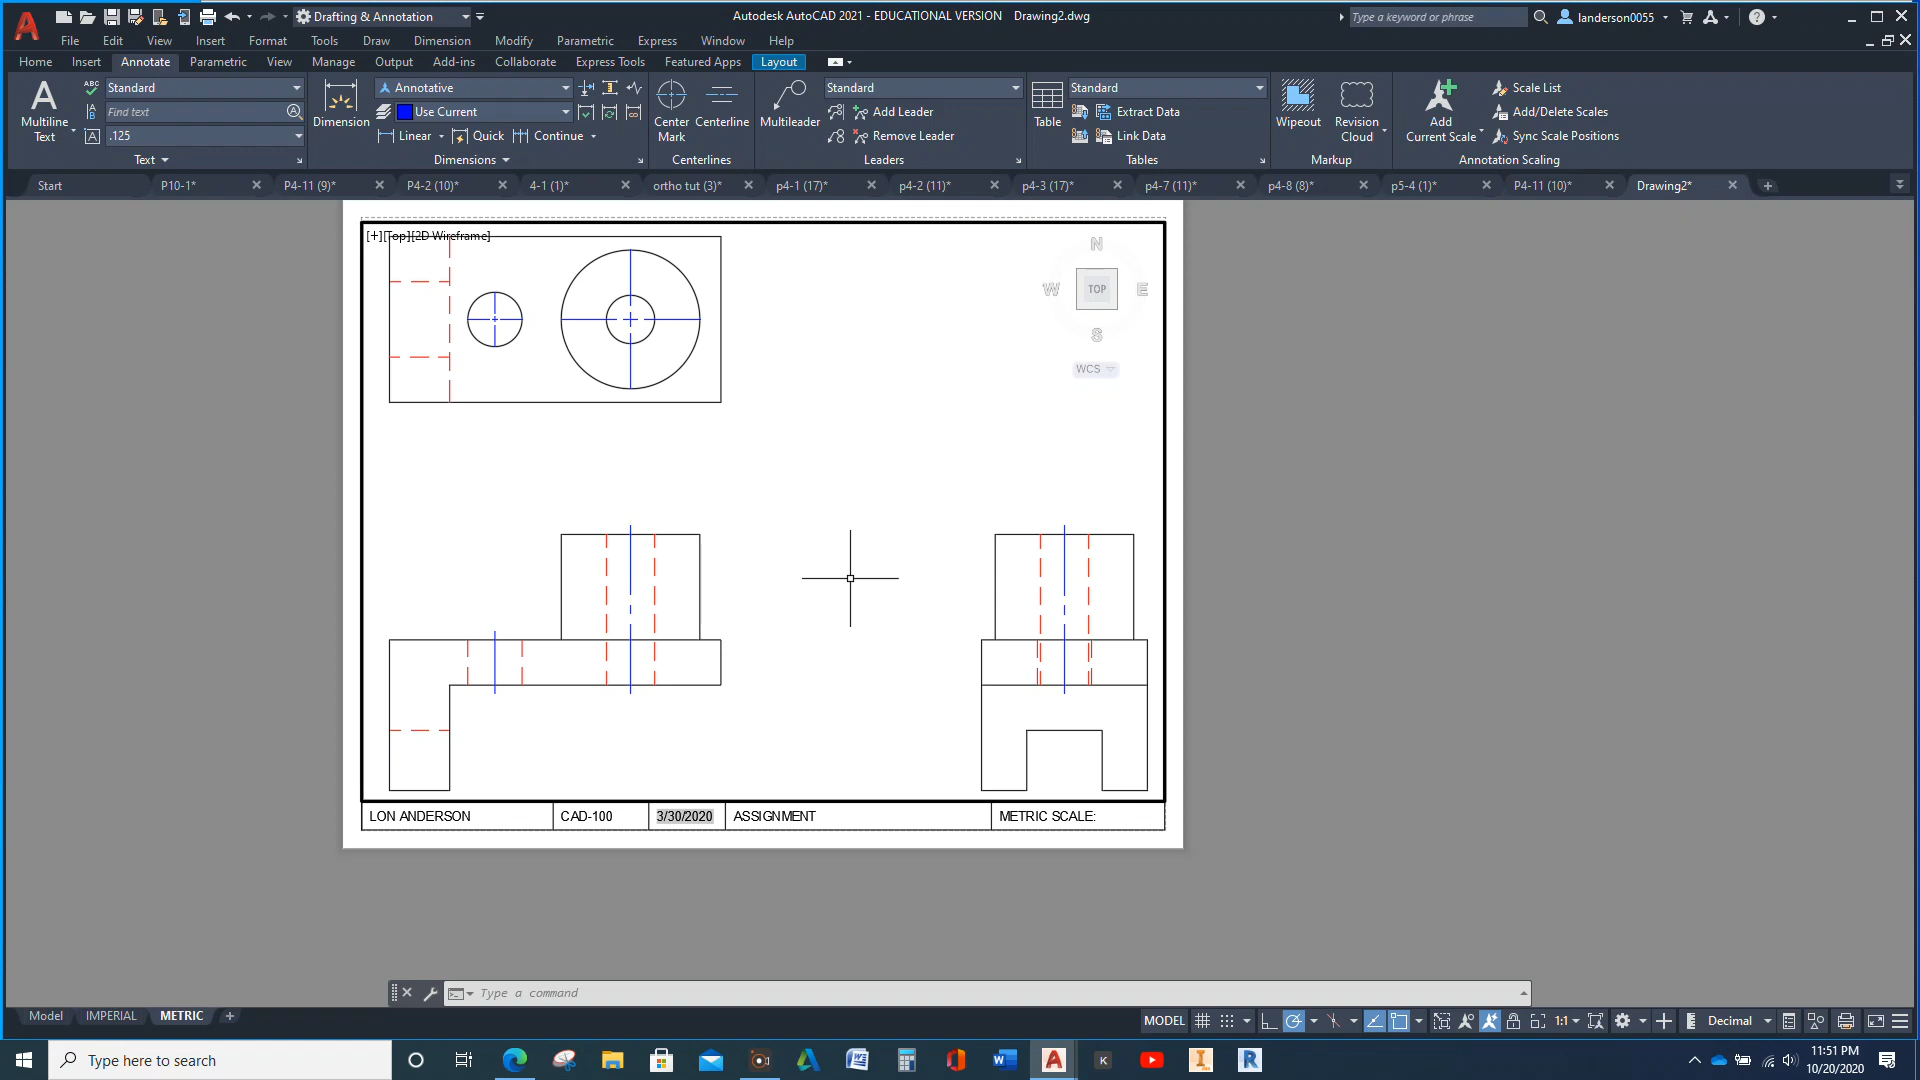 Drafting & Annotation
Autodesk AutoCAD 2021 - EDUCATIONAL VERSION Drawing2.dwg
Type a keyword or phrase
landerson0055
File Edit View Insert Format Tools Draw Dimension Modify Parametric Express Window Help
Home Insert Annotate Parametric View Manage Output Add-ins Collaborate Express Tools Featured Apps Layout
Multiline Text
ABC Standard
Find text
.125
Text
Dimension
Annotative
Use Current
Linear Quick Continue
Dimensions
Center Mark
Centerline
Centerlines
Multileader
Standard
Add Leader
Remove Leader
Leaders
Table
Standard
Extract Data
Link Data
Tables
Wipeout
Revision Cloud
Markup
Add Current Scale
Scale List
Add/Delete Scales
Sync Scale Positions
Annotation Scaling
Start P10-1* P4-11 (9)* P4-2 (10)* 4-1 (1)* ortho tut (3)* p4-1 (17)* p4-2 (11)* p4-3 (17)* p4-7 (11)* p4-8 (8)* p5-4 (1)* P4-11 (10)* Drawing2*
[+][Top][2D Wireframe]
N
W TOP E
S
WCS
LON ANDERSON CAD-100 3/30/2020 ASSIGNMENT METRIC SCALE:
Type a command
Model IMPERIAL METRIC
MODEL 1:1 Decimal
Type here to search
11:51 PM
10/20/2020